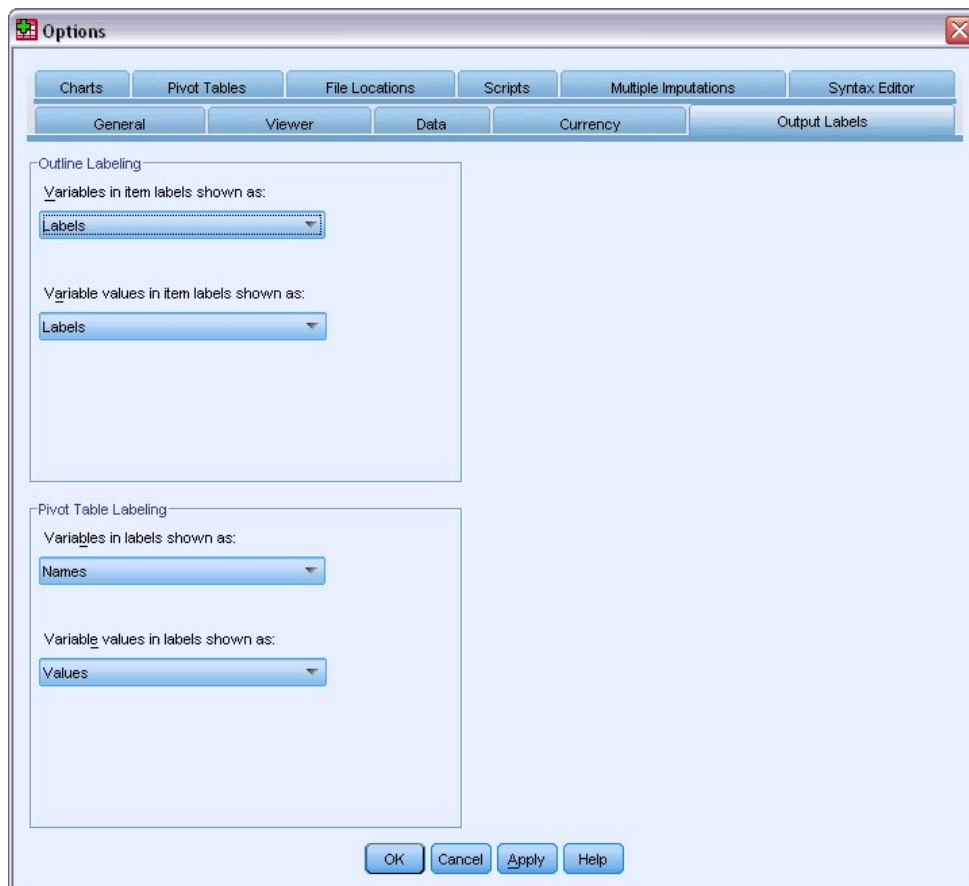 Options
Charts Pivot Tables File Locations Scripts Multiple Imputations Syntax Editor
General Viewer Data Currency Output Labels
Outline Labeling
Variables in item labels shown as:
Labels
Variable values in item labels shown as:
Labels
Pivot Table Labeling
Variables in labels shown as:
Names
Variable values in labels shown as:
Values
OK Cancel Apply Help